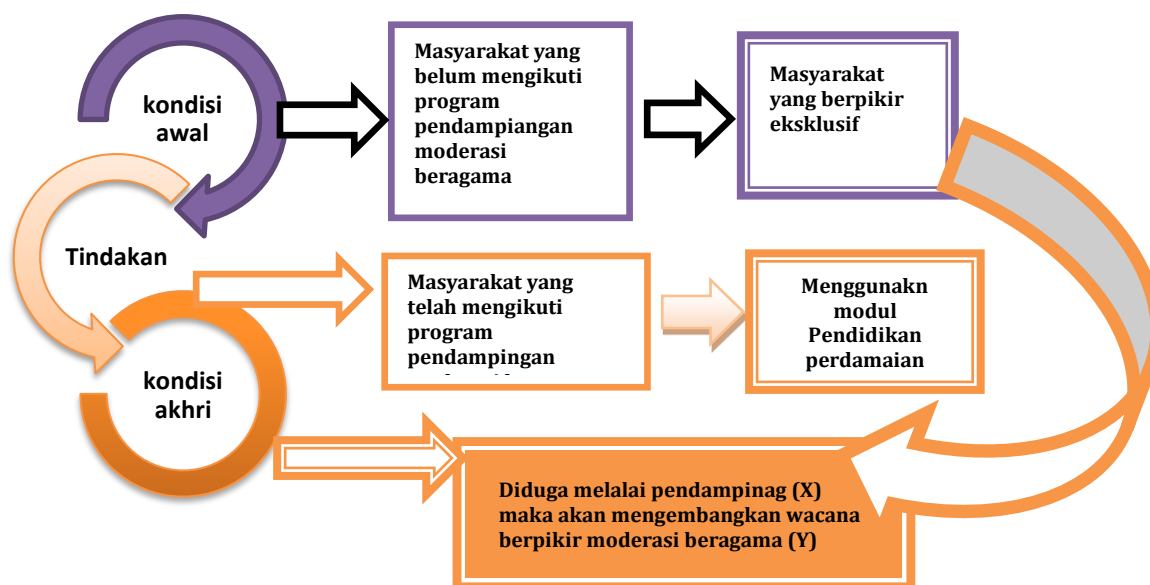 kondisi
awal
Masyarakat yang
belum mengikuti
program
pendampiangan
moderasi
beragama
Masyarakat
yang berpikir
eksklusif
Tindakan
Masyarakat yang
telah mengikuti
program
pendampingan
Menggunakn
modul
Pendidikan
perdamaian
kondisi
akhri
Diduga melalai pendampinag (X)
maka akan mengembangkan wacana
berpikir moderasi beragama (Y)